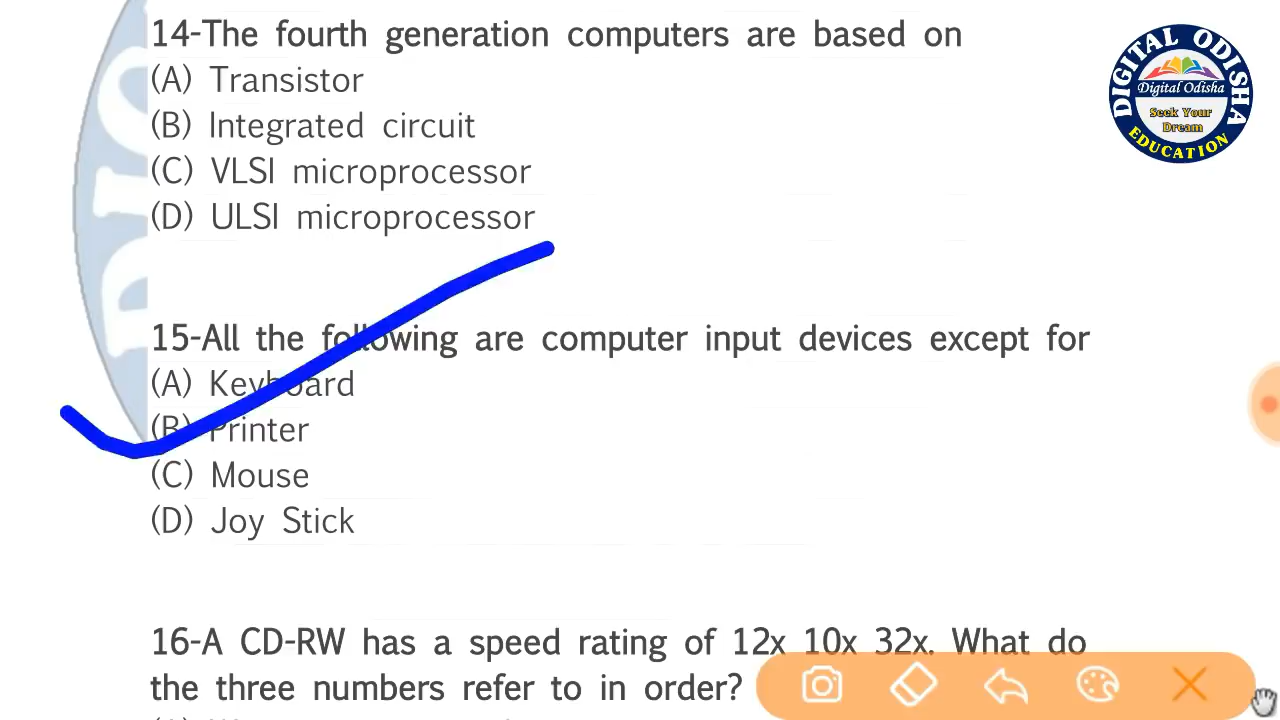 14-The fourth generation computers are based on
(A) Transistor
(B) Integrated circuit
(C) VLSI microprocessor
(D) ULSI microprocessor
15-All the following are computer input devices except for
(A) Keyboard
(B) Printer
(C) Mouse
(D) Joy Stick
16-A CD-RW has a speed rating of 12x 10x 32x. What do
the three numbers refer to in order?
DIGITAL ODISHA
Digital Odisha
Seek Your
Dream
EDUCATION